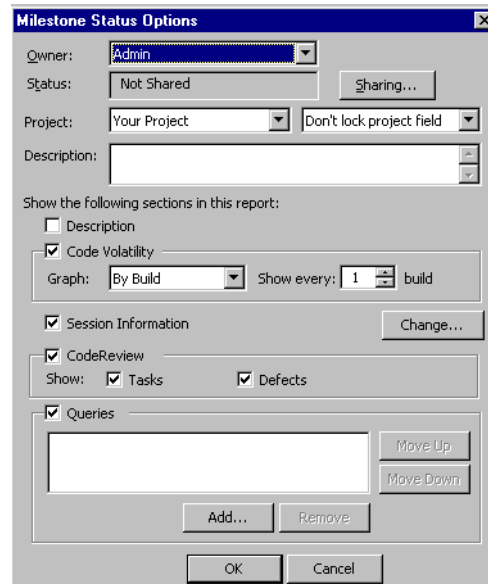 Milestone Status Options
Owner: Admin
Status: Not Shared Sharing...
Project: Your Project Don't lock project field
Description:
Show the following sections in this report:
Description
Code Volatility
Graph: By Build Show every: 1 build
Session Information Change...
CodeReview
Show: Tasks Defects
Queries
Move Up
Move Down
Add... Remove
OK Cancel